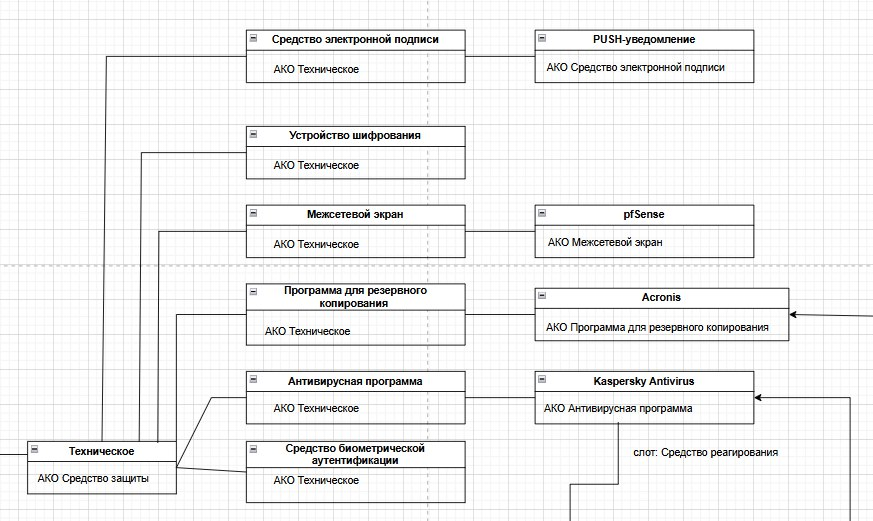 Средство электронной подписи
АКО Техническое
PUSH-уведомление
АКО Средство электронной подписи
Устройство шифрования
АКО Техническое
Межсетевой экран
АКО Техническое
pfSense
АКО Межсетевой экран
Программа для резервного
копирования
АКО Техническое
Acronis
АКО Программа для резервного копирования
Антивирусная программа
АКО Техническое
Kaspersky Antivirus
АКО Антивирусная программа
Техническое
АКО Средство защиты
Средство биометрической
аутентификации
АКО Техническое
слот: Средство реагирования